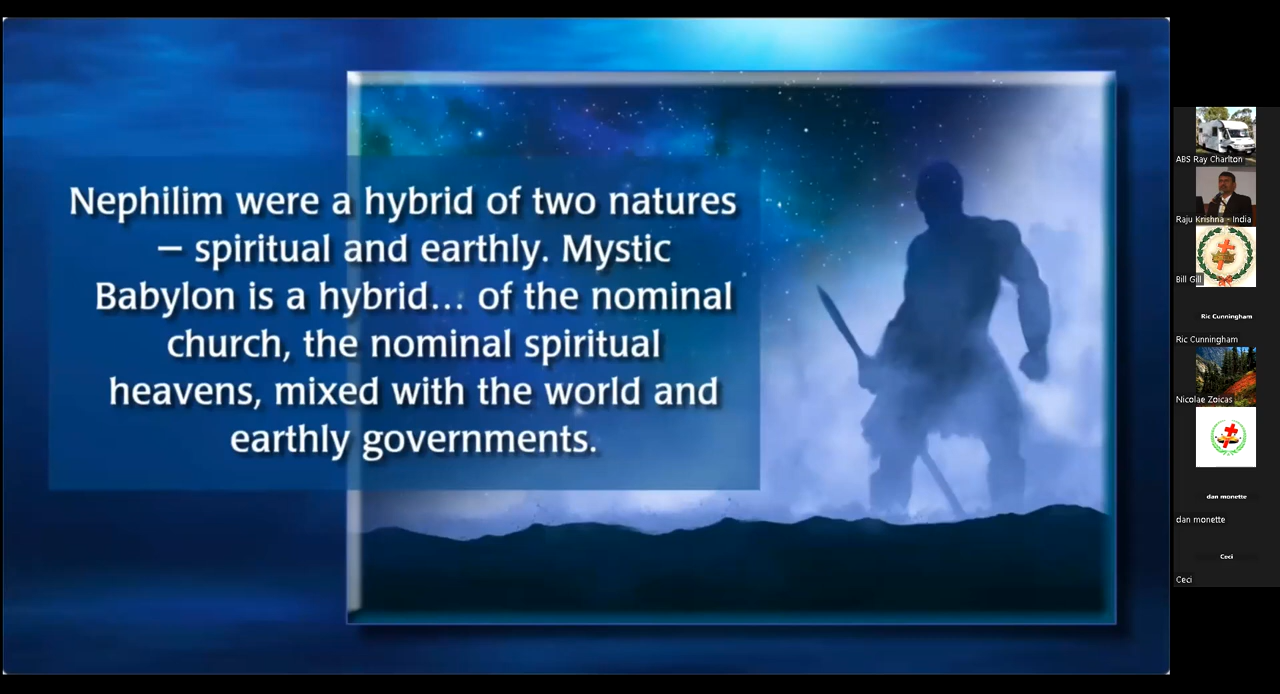 Nephilim were a hybrid of two natures
– spiritual and earthly. Mystic
Babylon is a hybrid... of the nominal
church, the nominal spiritual
heavens, mixed with the world and
earthly governments.
ABS Ray Charlton
Raju Krishna - India
Bill Gill
Ric Cunningham
Ric Cunningham
Nicolae Zoicas
dan monette
dan monette
Ceci
Ceci